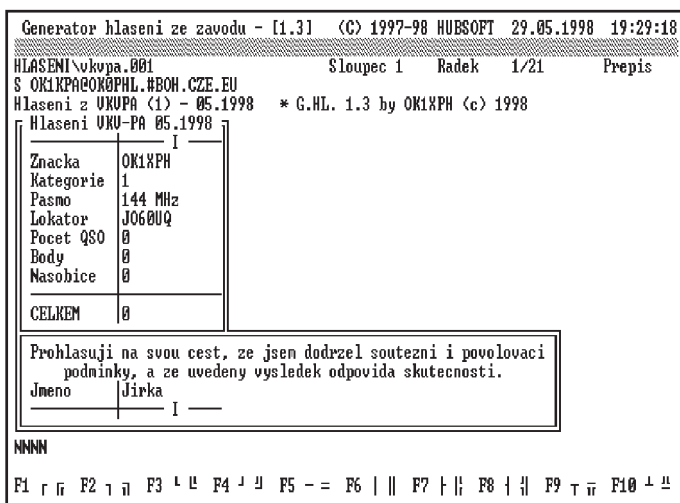 Generator hlaseni ze zavodu - [1.3] (C) 1997-98 HUBSOFT 29.05.1998 19:29:18
HLASENI\vkvpa.001 Sloupec 1 Radek 1/21 Prepis
S OK1KPA@OK0PHL.#BOH.CZE.EU
Hlaseni z VKVPA (1) - 05.1998 * G.HL. 1.3 by OK1XPH (c) 1998
Hlaseni VKV-PA 05.1998
I
Znacka OK1XPH
Kategorie 1
Pasmo 144 MHz
Lokator JO60UQ
Pocet QSO 0
Body 0
Nasobice 0
CELKEM 0
Prohlasuji na svou cest, ze jsem dodrzel soutezni i povolovaci
podminky, a ze uvedeny vysledek odpovida skutecnosti.
Jmeno Jirka
I
NNNN
F1 ┌ ╔ F2 ┐ ╗ F3 └ ╚ F4 ┘ ╝ F5 ─ ═ F6 │ ║ F7 ├ ╠ F8 ┤ ╣ F9 ┬ ╦ F10 ┴ ╩